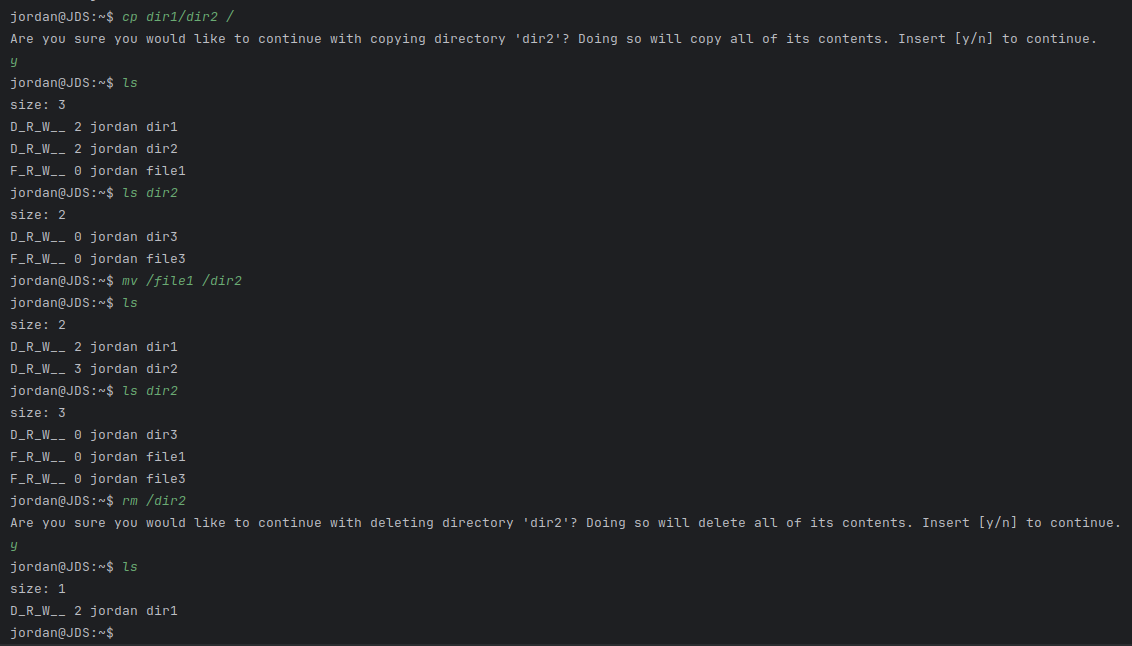 jordan@JDS:~$ cp dir1/dir2 /
Are you sure you would like to continue with copying directory 'dir2'? Doing so will copy all of its contents. Insert [y/n] to continue.
y
jordan@JDS:~$ ls
size: 3
D_R_W__ 2 jordan dir1
D_R_W__ 2 jordan dir2
F_R_W__ 0 jordan file1
jordan@JDS:~$ ls dir2
size: 2
D_R_W__ 0 jordan dir3
F_R_W__ 0 jordan file3
jordan@JDS:~$ mv /file1 /dir2
jordan@JDS:~$ ls
size: 2
D_R_W__ 2 jordan dir1
D_R_W__ 3 jordan dir2
jordan@JDS:~$ ls dir2
size: 3
D_R_W__ 0 jordan dir3
F_R_W__ 0 jordan file1
F_R_W__ 0 jordan file3
jordan@JDS:~$ rm /dir2
Are you sure you would like to continue with deleting directory 'dir2'? Doing so will delete all of its contents. Insert [y/n] to continue.
y
jordan@JDS:~$ ls
size: 1
D_R_W__ 2 jordan dir1
jordan@JDS:~$